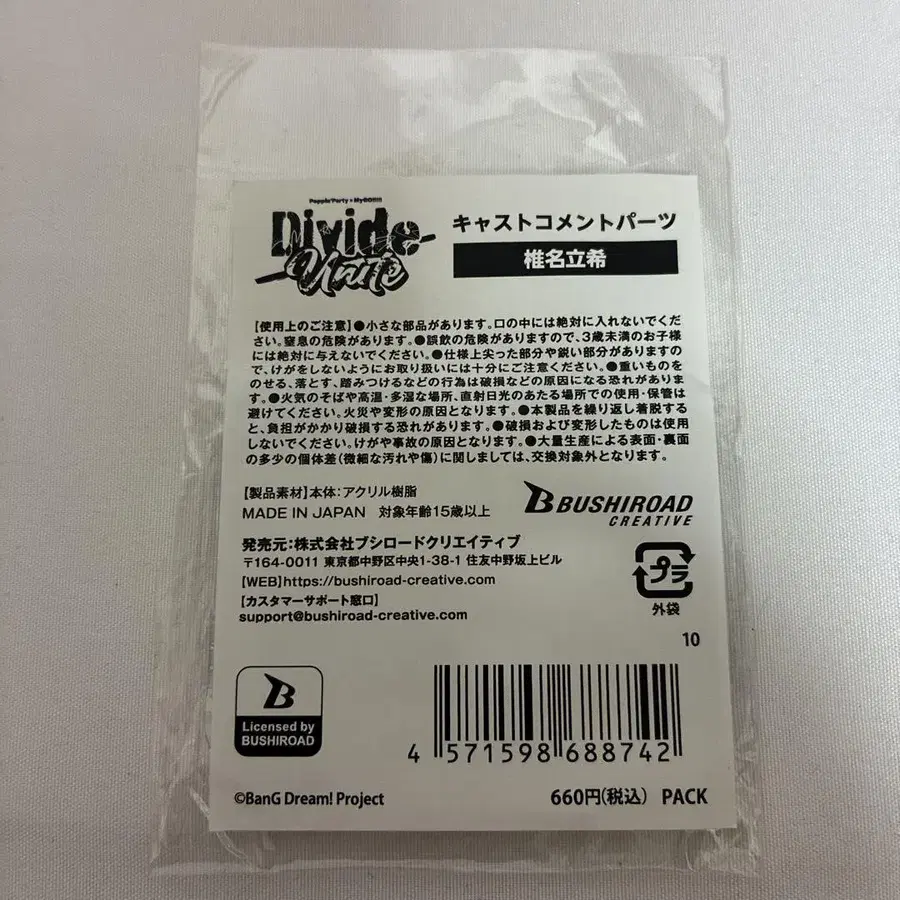 Poppin'Party × MyGO!!!!!
Divide
Unite
キャストコメントパーツ
椎名立希
【使用上のご注意】●小さな部品があります。口の中には絶対に入れないでくだ
さい。窒息の危険があります。●誤飲の危険がありますので、3歳未満のお子様
には絶対に与えないでください。●仕様上尖った部分や鋭い部分がありますの
で、けがをしないようにお取り扱いには十分にご注意ください。●重いものを
のせる、落とす、踏みつけるなどの行為は破損などの原因になる恐れがありま
す。●火気のそばや高温・多湿な場所、直射日光のあたる場所での使用・保管は
避けてください。火災や変形の原因となります。●本製品を繰り返し着脱する
と、負担がかかり破損する恐れがあります。●破損および変形したものは使用
しないでください。けがや事故の原因となります。●大量生産による表面・裏面
の多少の個体差(微細な汚れや傷)に関しましては、交換対象外となります。
【製品素材】本体:アクリル樹脂
MADE IN JAPAN 対象年齢15歳以上
BUSHIROAD
CREATIVE
発売元:株式会社ブシロードクリエイティブ
〒164-0011 東京都中野区中央1-38-1 住友中野坂上ビル
【WEB】https://bushiroad-creative.com
【カスタマーサポート窓口】
support@bushiroad-creative.com
プラ
外袋
10
B
Licensed by
BUSHIROAD
4 571598 688742
©BanG Dream! Project
660円(税込) PACK